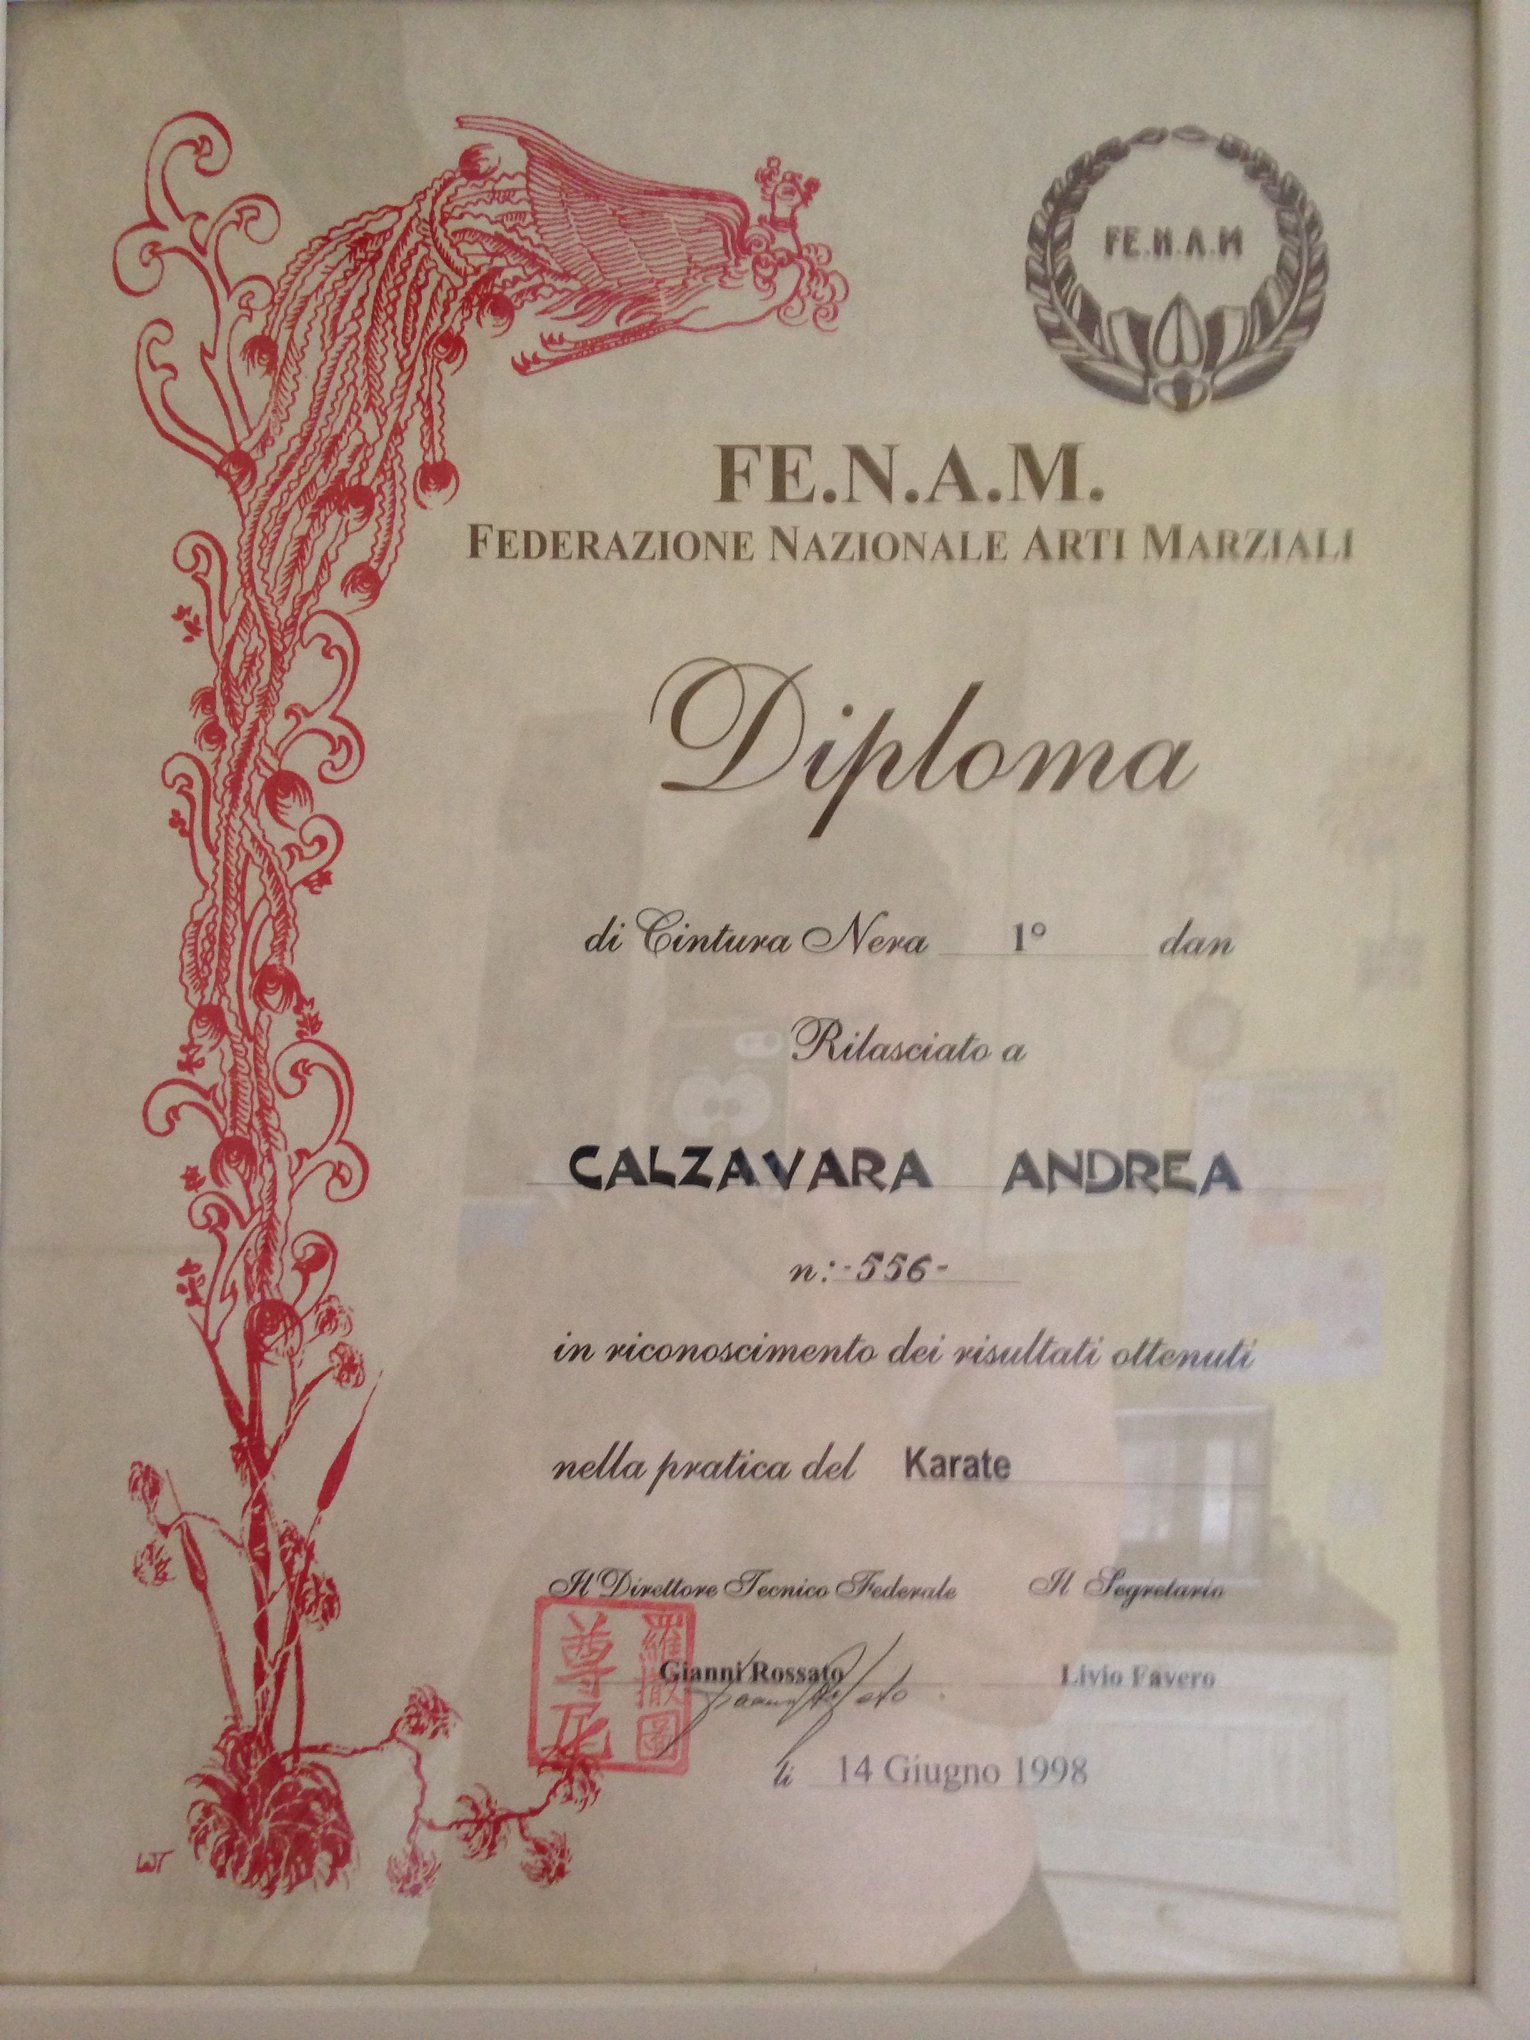 FE.N.A.M
FE.N.A.M.
FEDERAZIONE NAZIONALE ARTI MARZIALI
Diploma
di Cintura Nera 1° dan
Rilasciato a
CALZAVARA ANDREA
n:-556-
in riconoscimento dei risultati ottenuti
nella pratica del Karate
Il Direttore Tecnico Federale Il Segretario
Gianni Rossato Livio Favero
li 14 Giugno 1998